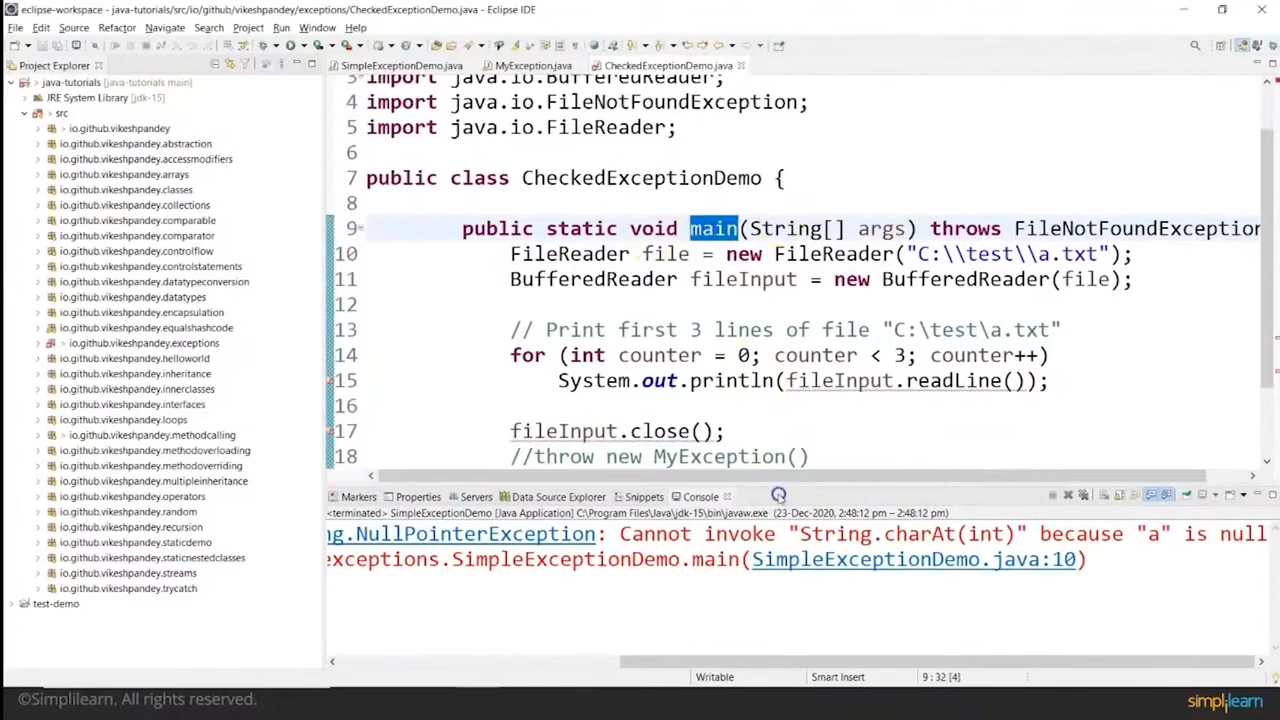 eclipse-workspace - java-tutorials/src/io/github/vikeshpandey/exceptions/CheckedExceptionDemo.java - Eclipse IDE
File Edit Source Refactor Navigate Search Project Run Window Help
Project Explorer
java-tutorials [java-tutorials main]
JRE System Library [jdk-15]
src
> io.github.vikeshpandey
io.github.vikeshpandey.abstraction
io.github.vikeshpandey.accessmodifiers
io.github.vikeshpandey.arrays
io.github.vikeshpandey.classes
io.github.vikeshpandey.collections
io.github.vikeshpandey.comparable
io.github.vikeshpandey.comparator
io.github.vikeshpandey.controlflow
io.github.vikeshpandey.controlstatements
io.github.vikeshpandey.datatypeconversion
io.github.vikeshpandey.datatypes
io.github.vikeshpandey.encapsulation
io.github.vikeshpandey.equalshashcode
> io.github.vikeshpandey.exceptions
io.github.vikeshpandey.helloworld
io.github.vikeshpandey.inheritance
io.github.vikeshpandey.innerclasses
io.github.vikeshpandey.interfaces
io.github.vikeshpandey.loops
> io.github.vikeshpandey.methodcalling
io.github.vikeshpandey.methodoverloading
io.github.vikeshpandey.methodoverriding
io.github.vikeshpandey.multipleinheritance
io.github.vikeshpandey.operators
io.github.vikeshpandey.random
io.github.vikeshpandey.recursion
io.github.vikeshpandey.staticdemo
io.github.vikeshpandey.staticnestedclasses
io.github.vikeshpandey.streams
io.github.vikeshpandey.trycatch
test-demo
SimpleExceptionDemo.java MyException.java CheckedExceptionDemo.java
3 import java.io.BufferedReader;
4 import java.io.FileNotFoundException;
5 import java.io.FileReader;
6
7 public class CheckedExceptionDemo {
8
9 public static void main(String[] args) throws FileNotFoundException
10 FileReader file = new FileReader("C:\\test\\a.txt");
11 BufferedReader fileInput = new BufferedReader(file);
12
13 // Print first 3 lines of file "C:\test\a.txt"
14 for (int counter = 0; counter < 3; counter++)
15 System.out.println(fileInput.readLine());
16
17 fileInput.close();
18 //throw new MyException()
Markers Properties Servers Data Source Explorer Snippets Console
<terminated> SimpleExceptionDemo [Java Application] C:\Program Files\Java\jdk-15\bin\javaw.exe (23-Dec-2020, 2:48:12 pm – 2:48:12 pm)
ng.NullPointerException: Cannot invoke "String.charAt(int)" because "a" is null
exceptions.SimpleExceptionDemo.main(SimpleExceptionDemo.java:10)
Writable Smart Insert 9 : 32 [4]
©Simplilearn. All rights reserved.
simplilearn